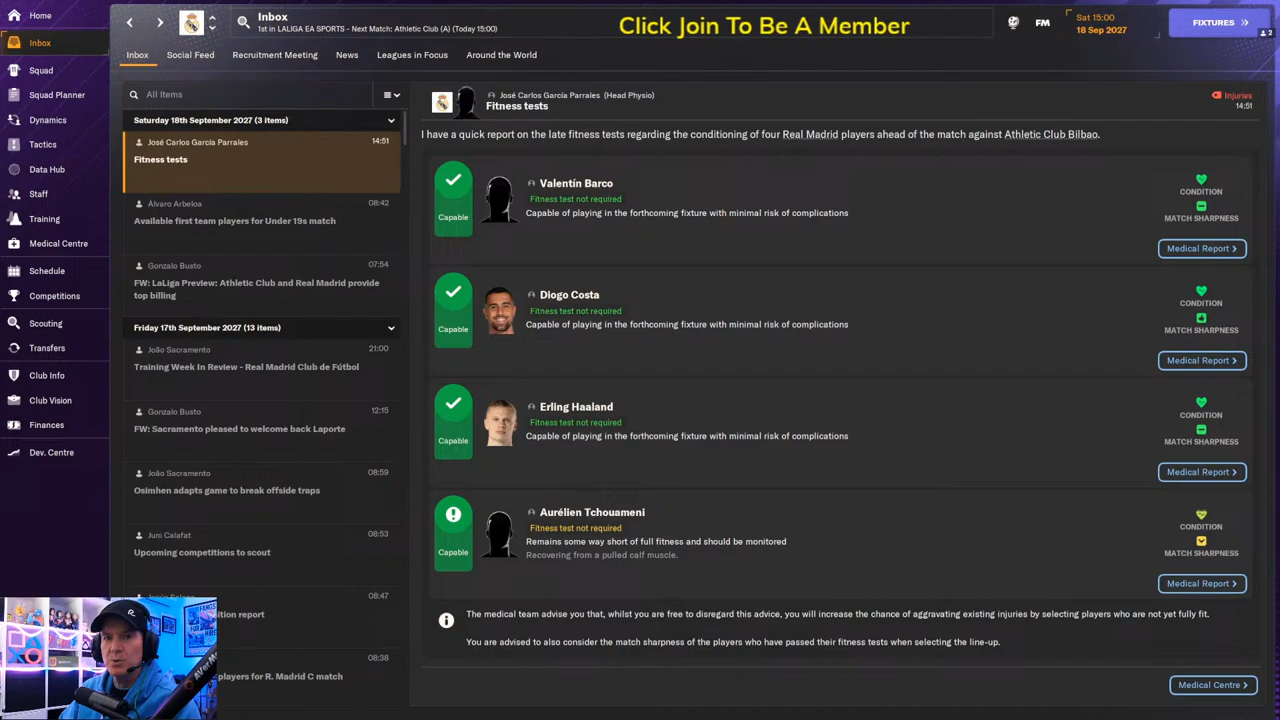 Home
Inbox
Squad
Squad Planner
Dynamics
Tactics
Data Hub
Staff
Training
Medical Centre
Schedule
Competitions
Scouting
Transfers
Club Info
Club Vision
Finances
Dev. Centre
Inbox
1st in LALIGA EA SPORTS - Next Match: Athletic Club (A) (Today 15:00)
Click Join To Be A Member
FM
Sat 15:00
18 Sep 2027
FIXTURES
2
Inbox
Social Feed
Recruitment Meeting
News
Leagues in Focus
Around the World
All Items
Saturday 18th September 2027 (3 items)
José Carlos García Parrales 14:51
Fitness tests
Álvaro Arbeloa 08:42
Available first team players for Under 19s match
Gonzalo Busto 07:54
FW: LaLiga Preview: Athletic Club and Real Madrid provide
top billing
Friday 17th September 2027 (13 items)
João Sacramento 21:00
Training Week In Review - Real Madrid Club de Fútbol
Gonzalo Busto 12:15
FW: Sacramento pleased to welcome back Laporte
João Sacramento 08:59
Osimhen adapts game to break offside traps
Juni Calafat 08:53
Upcoming competitions to scout
08:47
report
08:38
players for R. Madrid C match
José Carlos García Parrales (Head Physio)
Fitness tests
Injuries
14:51
I have a quick report on the late fitness tests regarding the conditioning of four Real Madrid players ahead of the match against Athletic Club Bilbao.
Capable
Valentín Barco
Fitness test not required
Capable of playing in the forthcoming fixture with minimal risk of complications
CONDITION
MATCH SHARPNESS
Medical Report
Capable
Diogo Costa
Fitness test not required
Capable of playing in the forthcoming fixture with minimal risk of complications
CONDITION
MATCH SHARPNESS
Medical Report
Capable
Erling Haaland
Fitness test not required
Capable of playing in the forthcoming fixture with minimal risk of complications
CONDITION
MATCH SHARPNESS
Medical Report
Capable
Aurélien Tchouameni
Fitness test not required
Remains some way short of full fitness and should be monitored
Recovering from a pulled calf muscle.
CONDITION
MATCH SHARPNESS
Medical Report
The medical team advise you that, whilst you are free to disregard this advice, you will increase the chance of aggravating existing injuries by selecting players who are not yet fully fit.
You are advised to also consider the match sharpness of the players who have passed their fitness tests when selecting the line-up.
Medical Centre